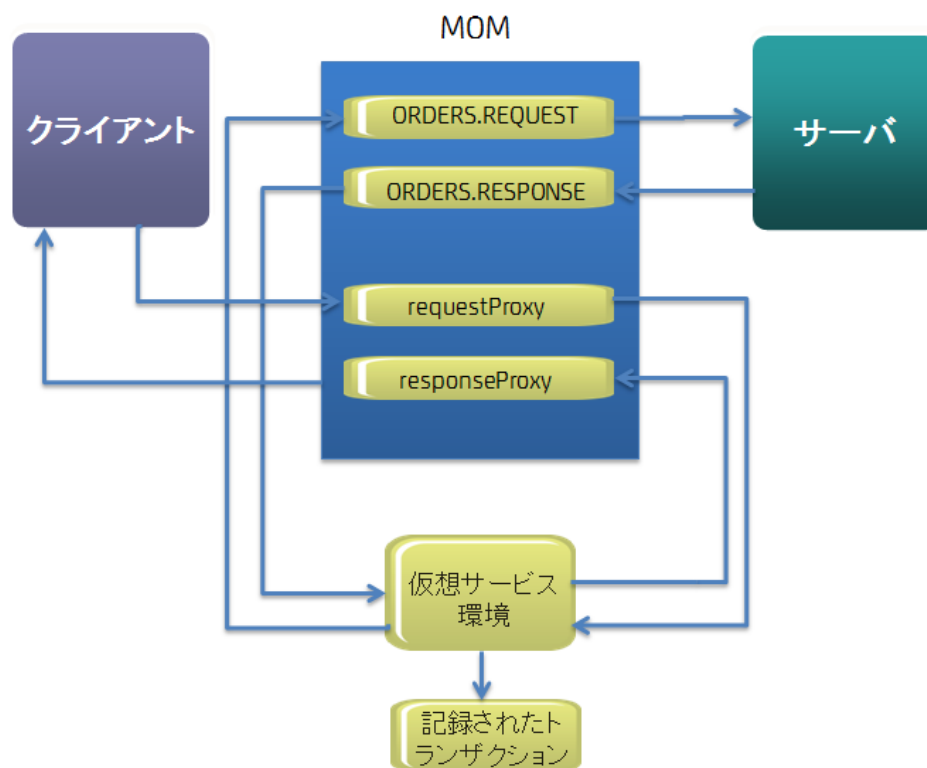 MOM
クライアント
サーバ
ORDERS.REQUEST
ORDERS.RESPONSE
requestProxy
responseProxy
仮想サービス
環境
記録されたト
ランザクション